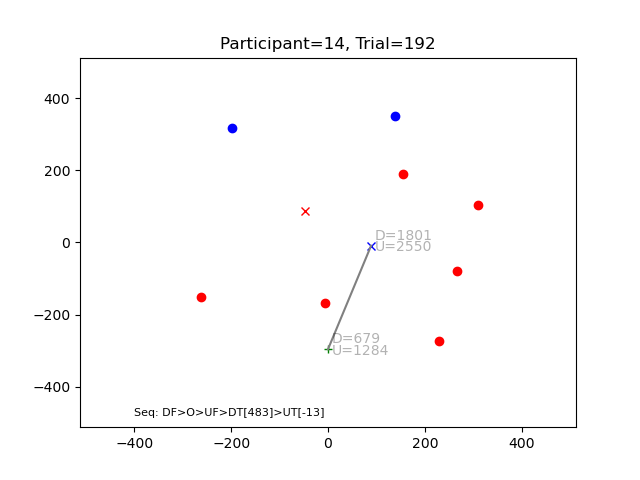 Participant=14, Trial=192
400
200
0
−200
−400
D=1801
U=2550
D=679
U=1284
Seq: DF>O>UF>DT[483]>UT[-13]
−400
−200
0
200
400